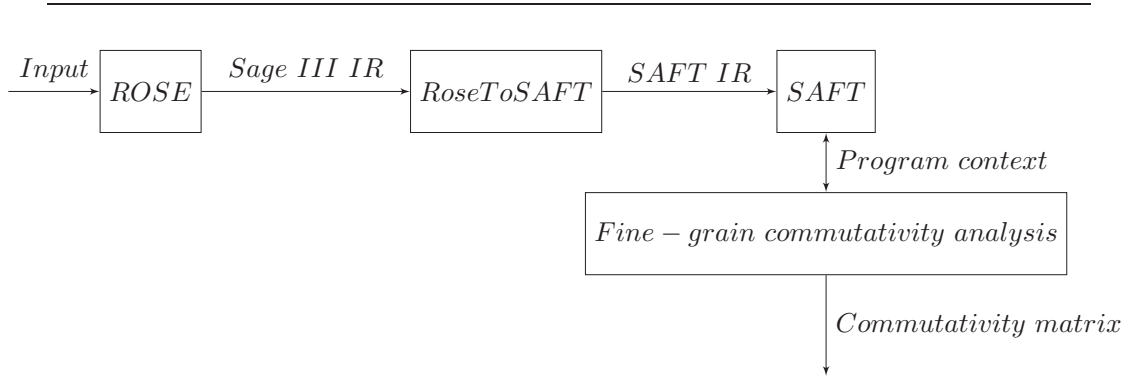 Input
ROSE
Sage III IR
RoseToSAFT
SAFT IR
SAFT
Program context
Fine − grain commutativity analysis
Commutativity matrix